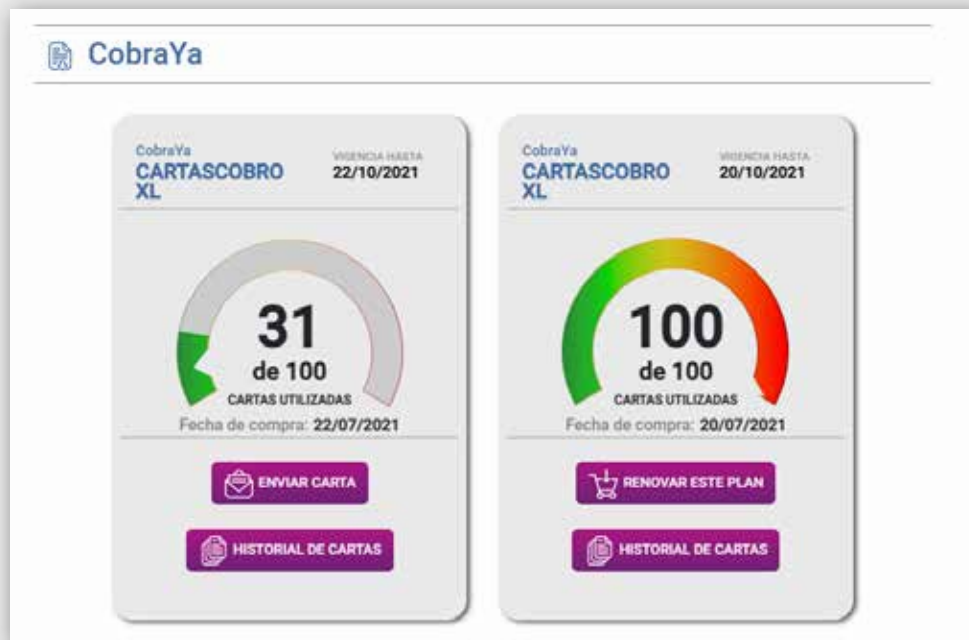 CobraYa
CobraYa
CARTASCOBRO
XL
VIGENCIA HASTA
22/10/2021
31
de 100
CARTAS UTILIZADAS
Fecha de compra: 22/07/2021
ENVIAR CARTA
HISTORIAL DE CARTAS
CobraYa
CARTASCOBRO
XL
VIGENCIA HASTA
20/10/2021
100
de 100
CARTAS UTILIZADAS
Fecha de compra: 20/07/2021
RENOVAR ESTE PLAN
HISTORIAL DE CARTAS